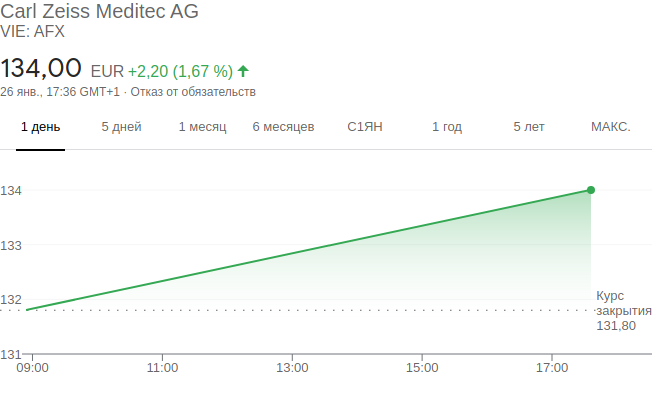 Carl Zeiss Meditec AG
VIE: AFX
134,00 EUR +2,20 (1,67 %)
26 янв., 17:36 GMT+1 · Отказ от обязательств
1 день 5 дней 1 месяц 6 месяцев С1ЯН 1 год 5 лет МАКС.
134
133
132
Курс
закрытия
131,80
131
09:00 11:00 13:00 15:00 17:00